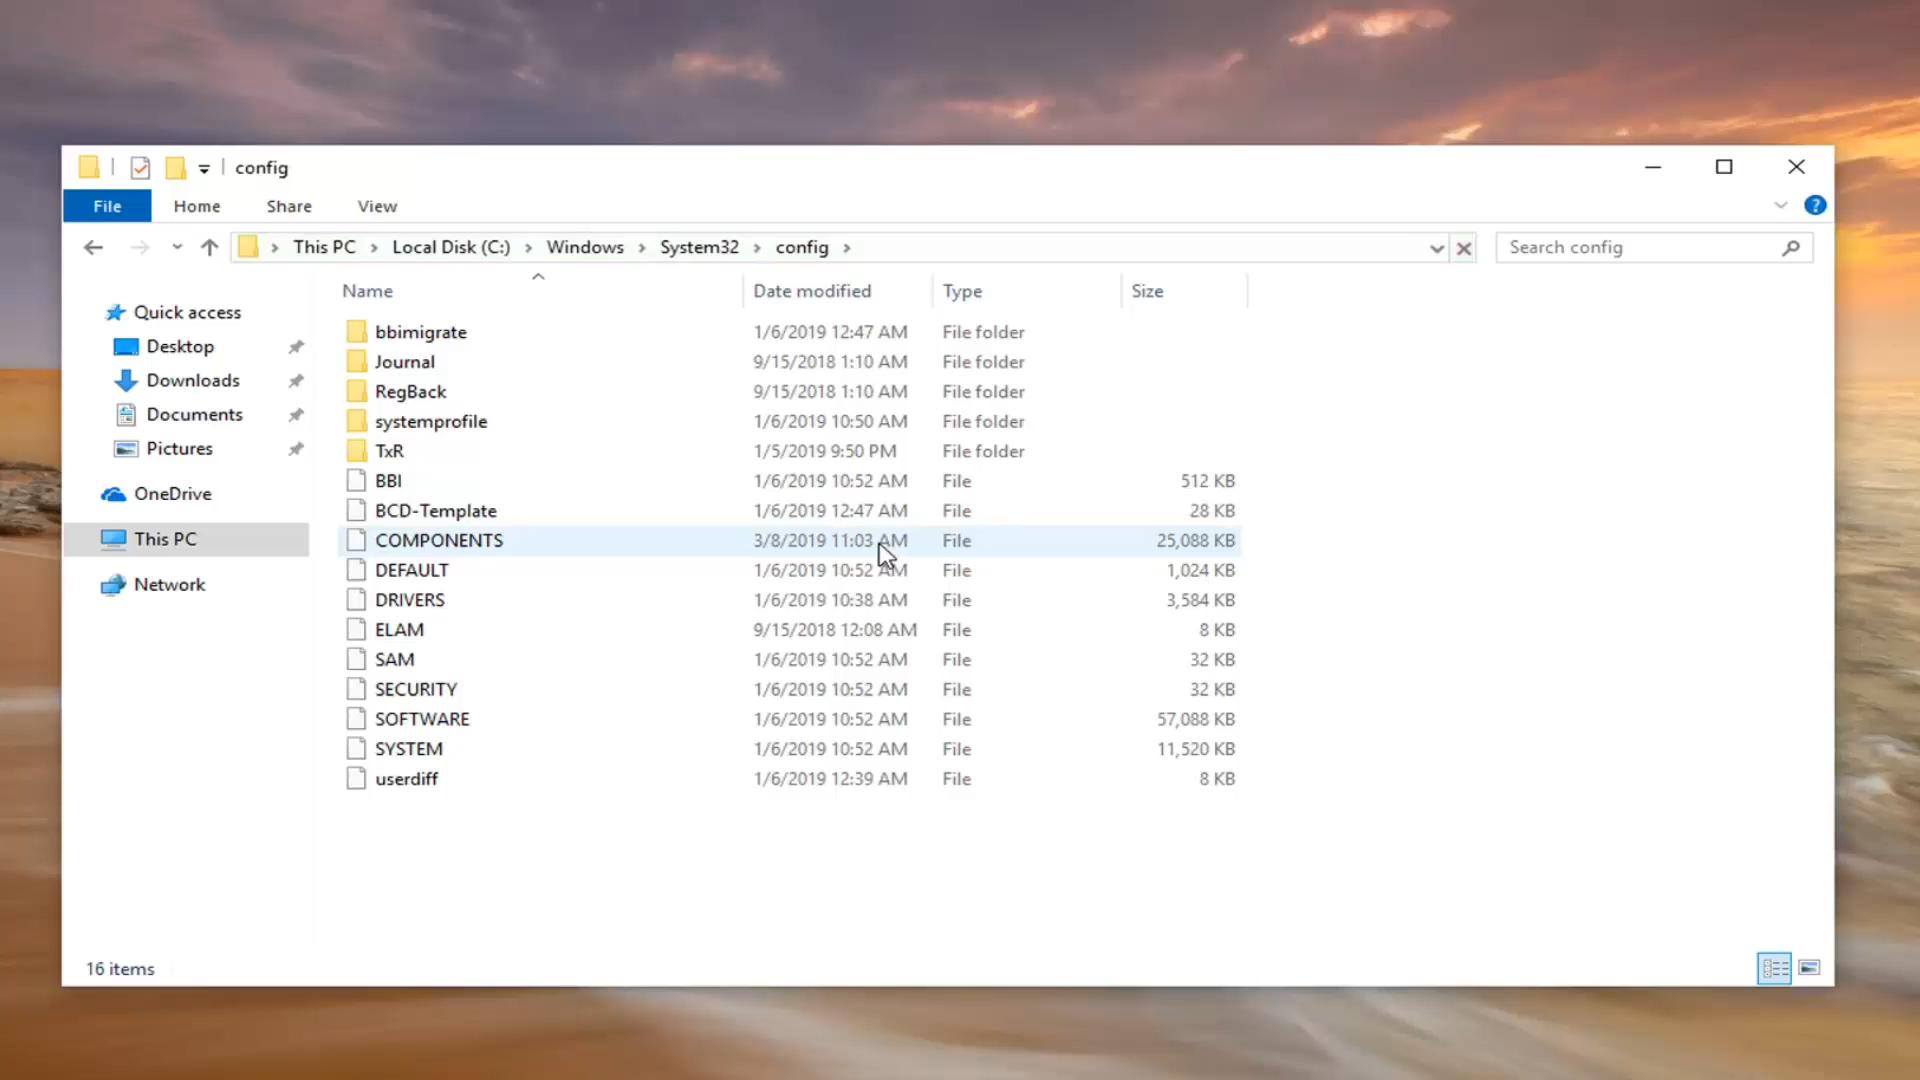 config
File Home Share View
This PC Local Disk (C:) Windows System32 config Search config
Name Date modified Type Size
Quick access
Desktop
Downloads
Documents
Pictures
OneDrive
This PC
Network
bbimigrate 1/6/2019 12:47 AM File folder
Journal 9/15/2018 1:10 AM File folder
RegBack 9/15/2018 1:10 AM File folder
systemprofile 1/6/2019 10:50 AM File folder
TxR 1/5/2019 9:50 PM File folder
BBI 1/6/2019 10:52 AM File 512 KB
BCD-Template 1/6/2019 12:47 AM File 28 KB
COMPONENTS 3/8/2019 11:03 AM File 25,088 KB
DEFAULT 1/6/2019 10:52 AM File 1,024 KB
DRIVERS 1/6/2019 10:38 AM File 3,584 KB
ELAM 9/15/2018 12:08 AM File 8 KB
SAM 1/6/2019 10:52 AM File 32 KB
SECURITY 1/6/2019 10:52 AM File 32 KB
SOFTWARE 1/6/2019 10:52 AM File 57,088 KB
SYSTEM 1/6/2019 10:52 AM File 11,520 KB
userdiff 1/6/2019 12:39 AM File 8 KB
16 items